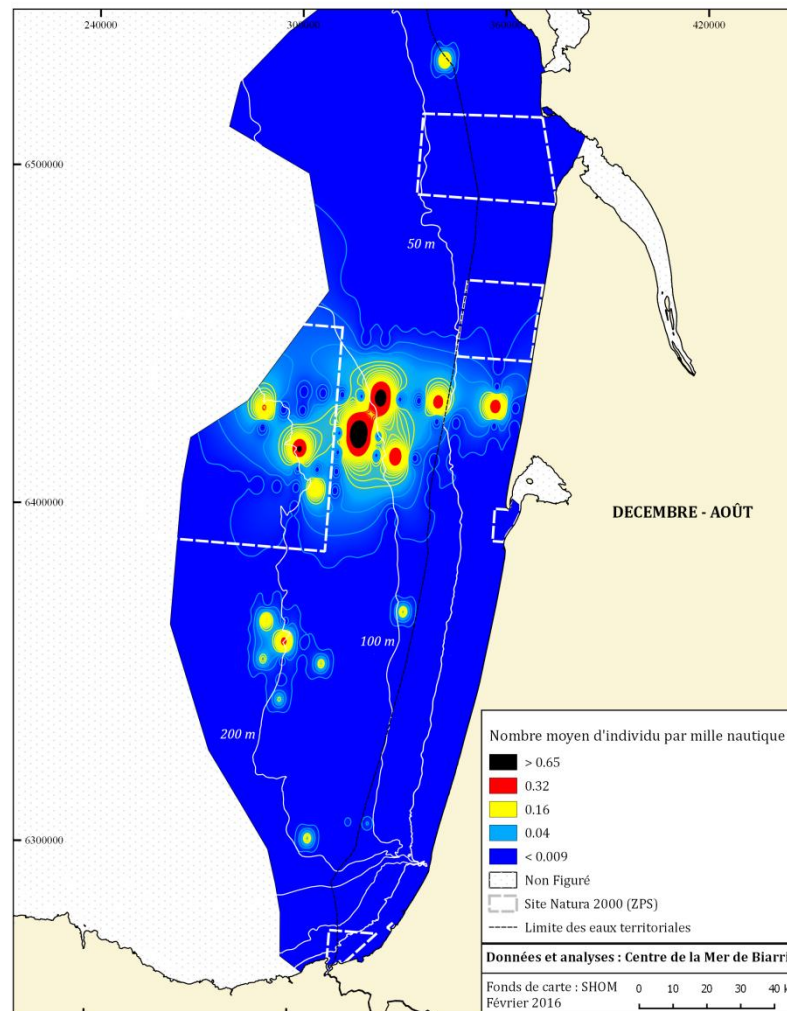 240000 300000 360000 420000
6500000
50 m
6400000
DECEMBRE - AOÛT
100 m
200 m
6300000
Nombre moyen d'individu par mille nautique
> 0.65
0.32
0.16
0.04
< 0.009
Non Figuré
Site Natura 2000 (ZPS)
Limite des eaux territoriales
Données et analyses : Centre de la Mer de Biarri
Fonds de carte : SHOM
Février 2016
0 10 20 30 40 k